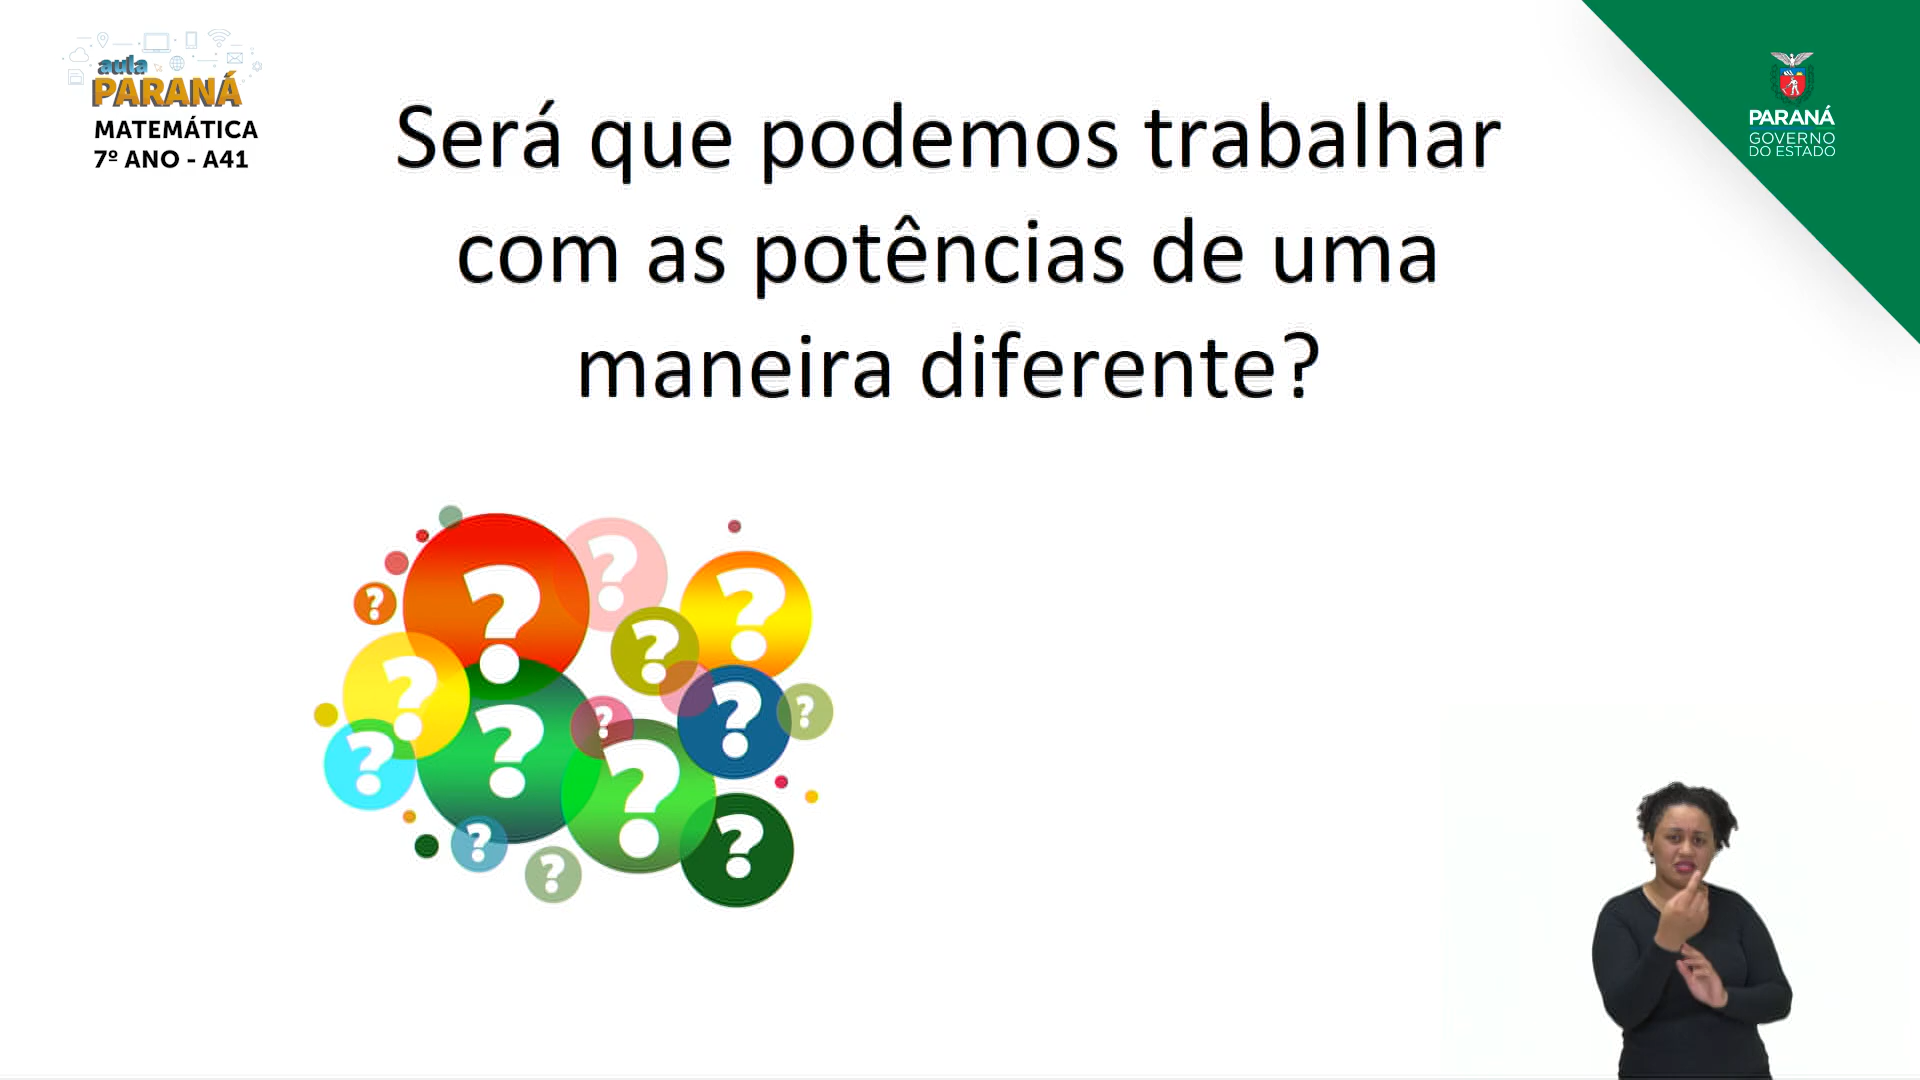 aula
PARANÁ
MATEMÁTICA
7º ANO - A41
Será que podemos trabalhar
com as potências de uma
maneira diferente?
PARANÁ
GOVERNO
DO ESTADO
?
?
?
?
?
?
?
?
?
?
?
?
?
?